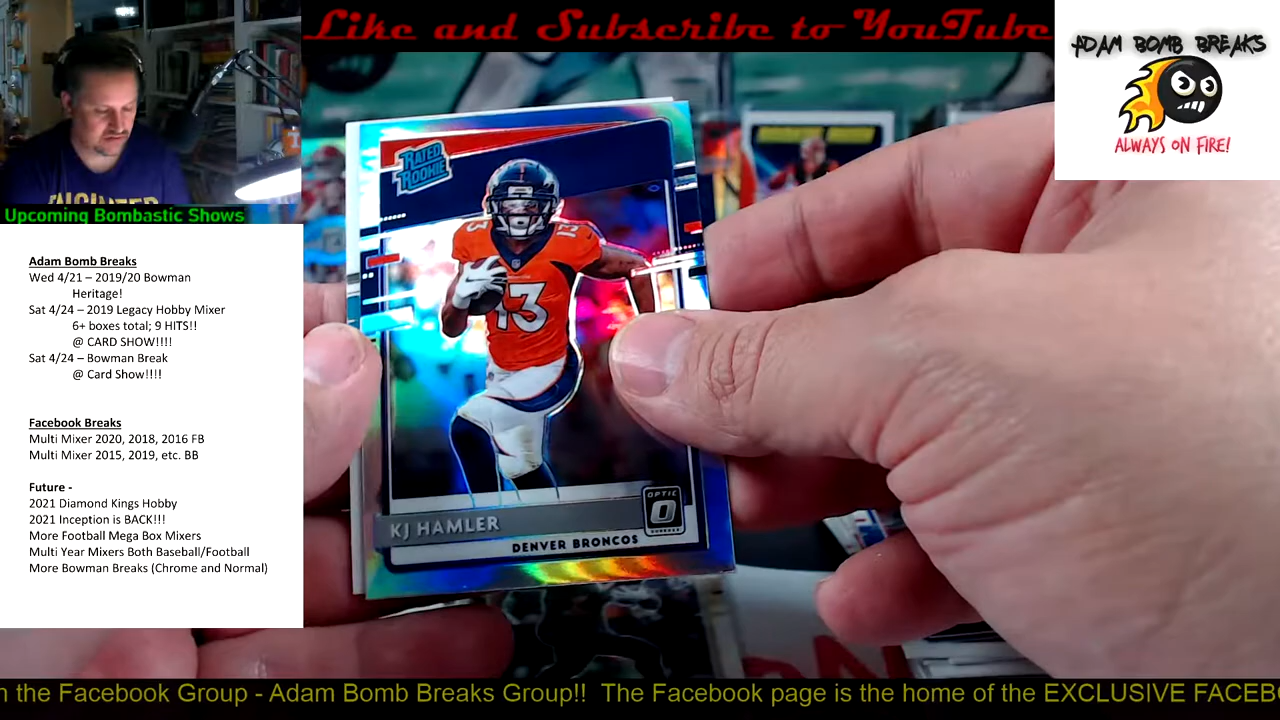 Like and Subscribe to YouTube
ADAM BOMB BREAKS
ALWAYS ON FIRE!
Upcoming Bombastic Shows
Adam Bomb Breaks
Wed 4/21 – 2019/20 Bowman
Heritage!
Sat 4/24 – 2019 Legacy Hobby Mixer
6+ boxes total; 9 HITS!!
@ CARD SHOW!!!!
Sat 4/24 – Bowman Break
@ Card Show!!!!
Facebook Breaks
Multi Mixer 2020, 2018, 2016 FB
Multi Mixer 2015, 2019, etc. BB
Future -
2021 Diamond Kings Hobby
2021 Inception is BACK!!!
More Football Mega Box Mixers
Multi Year Mixers Both Baseball/Football
More Bowman Breaks (Chrome and Normal)
RATED
ROOKIE
13
13
13
OPTIC
KJ HAMLER
DENVER BRONCOS
the Facebook Group - Adam Bomb Breaks Group!! The Facebook page is the home of the EXCLUSIVE